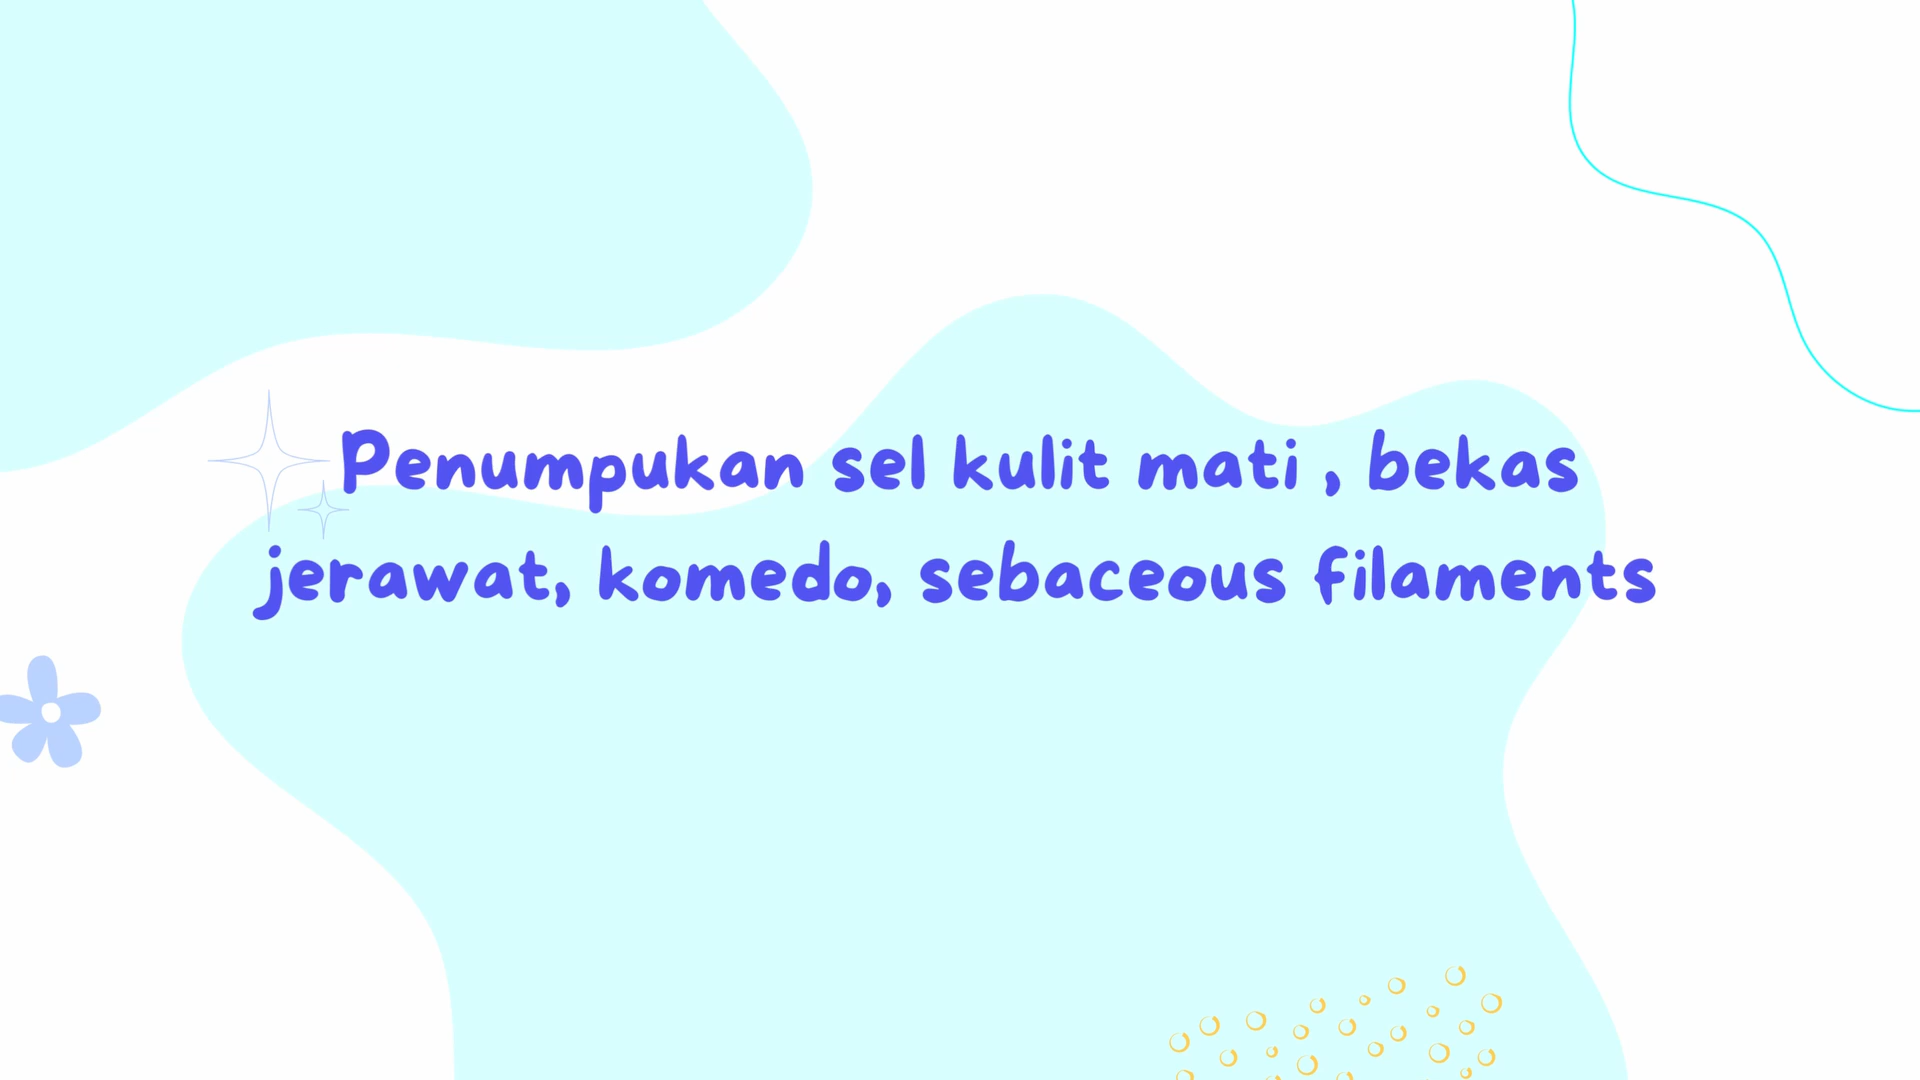 Penumpukan sel kulit mati , bekas
jerawat, komedo, sebaceous filaments